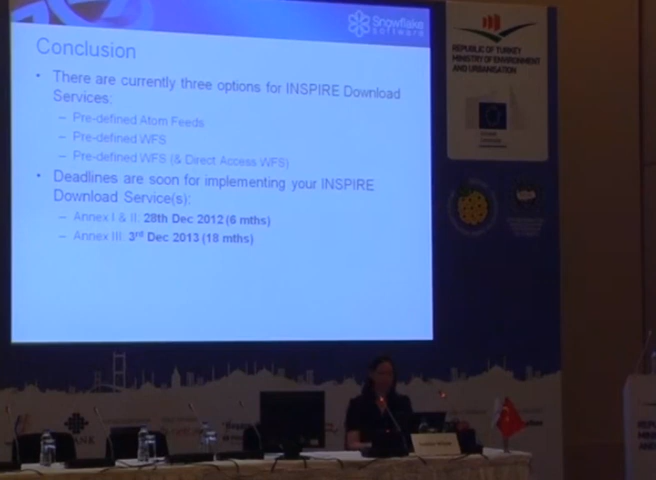 Snowflake
software
Conclusion
• There are currently three options for INSPIRE Download
Services:
– Pre-defined Atom Feeds
– Pre-defined WFS
– Pre-defined WFS (& Direct Access WFS)
• Deadlines are soon for implementing your INSPIRE
Download Service(s):
– Annex I & II: 28th Dec 2012 (6 mths)
– Annex III: 3rd Dec 2013 (18 mths)
REPUBLIC OF TURKEY
MINISTRY OF ENVIRONMENT
AND URBANISATION